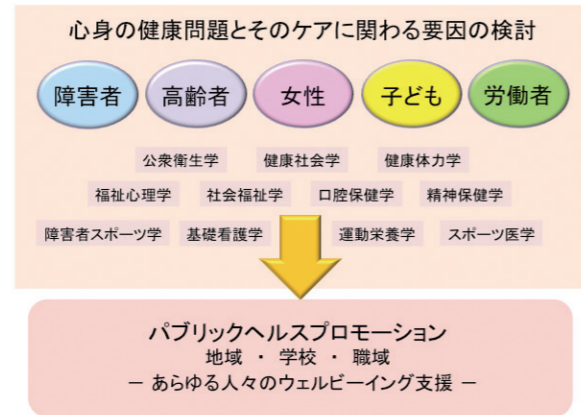 心身の健康問題とそのケアに関わる要因の検討
障害者 高齢者 女性 子ども 労働者
公衆衛生学 健康社会学 健康体力学
福祉心理学 社会福祉学 口腔保健学 精神保健学
障害者スポーツ学 基礎看護学 運動栄養学 スポーツ医学
パブリックヘルスプロモーション
地域 ・ 学校 ・ 職域
― あらゆる人々のウェルビーイング支援 ―